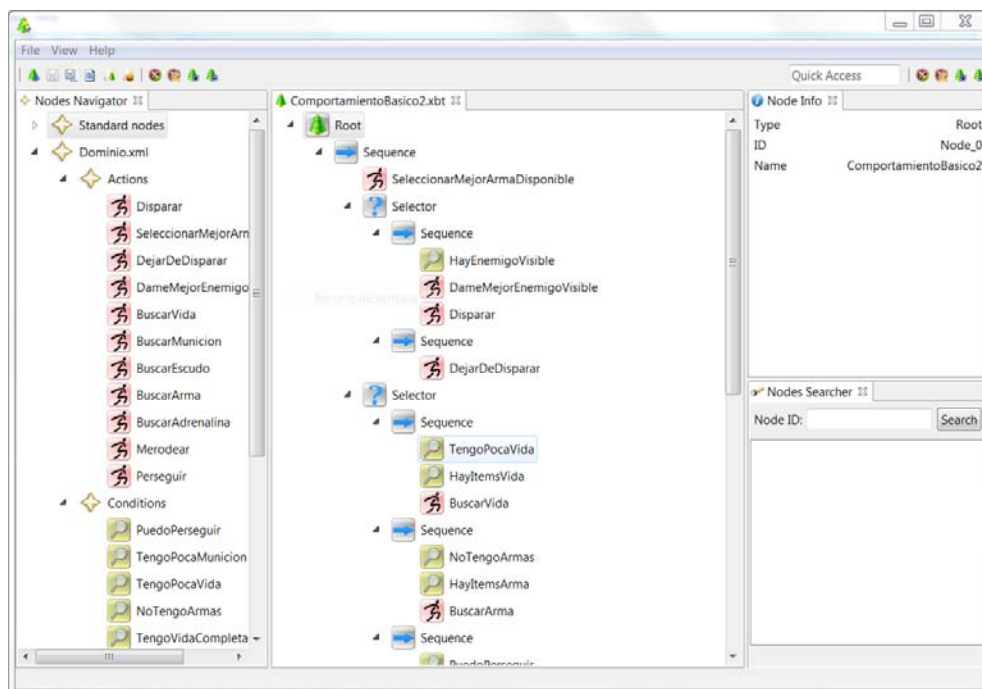 File View Help
Quick Access
Nodes Navigator
Standard nodes
Dominio.xml
Actions
Disparar
SeleccionarMejorArn
DejarDeDisparar
DameMejorEnemigo
BuscarVida
BuscarMunicion
BuscarEscudo
BuscarArma
BuscarAdrenalina
Merodear
Perseguir
Conditions
PuedoPerseguir
TengoPocaMunicion
TengoPocaVida
NoTengoArmas
TengoVidaCompleta
ComportamientoBasico2.xbt
Root
Sequence
SeleccionarMejorArmaDisponible
Selector
Sequence
HayEnemigoVisible
DameMejorEnemigoVisible
Disparar
Sequence
DejarDeDisparar
Selector
Sequence
TengoPocaVida
HayItemsVida
BuscarVida
Sequence
NoTengoArmas
HayItemsArma
BuscarArma
Sequence
PuedoPerseguir
Node Info
Type Root
ID Node_0
Name ComportamientoBasico2
Nodes Searcher
Node ID: Search